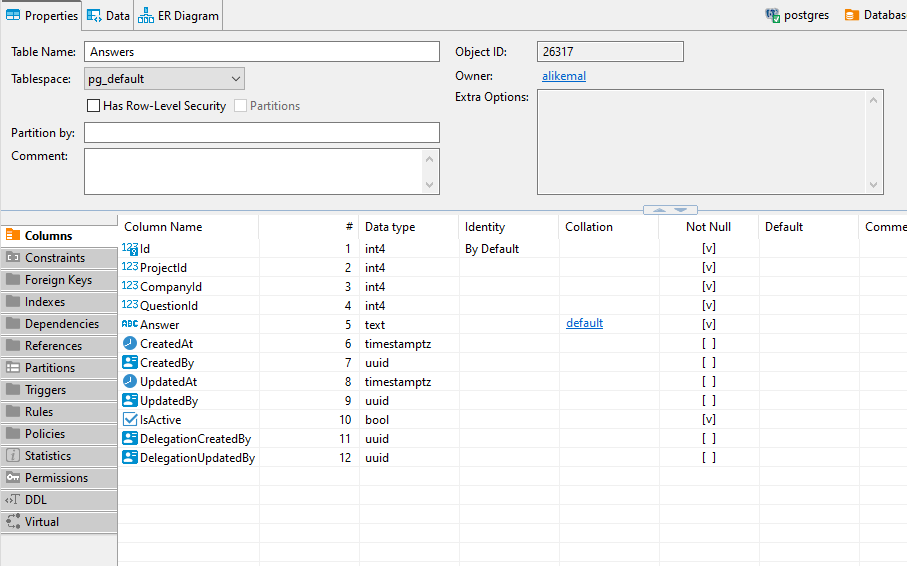 Properties Data ER Diagram postgres Databas
Table Name: Answers Object ID: 26317
Tablespace: pg_default Owner: alikemal
Has Row-Level Security Partitions Extra Options:
Partition by:
Comment:
Columns
Constraints
Foreign Keys
Indexes
Dependencies
References
Partitions
Triggers
Rules
Policies
Statistics
Permissions
DDL
Virtual
Column Name # Data type Identity Collation Not Null Default Comme
123 Id 1 int4 By Default [v]
123 ProjectId 2 int4 [v]
123 CompanyId 3 int4 [v]
123 QuestionId 4 int4 [v]
ABC Answer 5 text default [v]
CreatedAt 6 timestamptz [ ]
CreatedBy 7 uuid [ ]
UpdatedAt 8 timestamptz [ ]
UpdatedBy 9 uuid [ ]
IsActive 10 bool [v]
DelegationCreatedBy 11 uuid [ ]
DelegationUpdatedBy 12 uuid [ ]